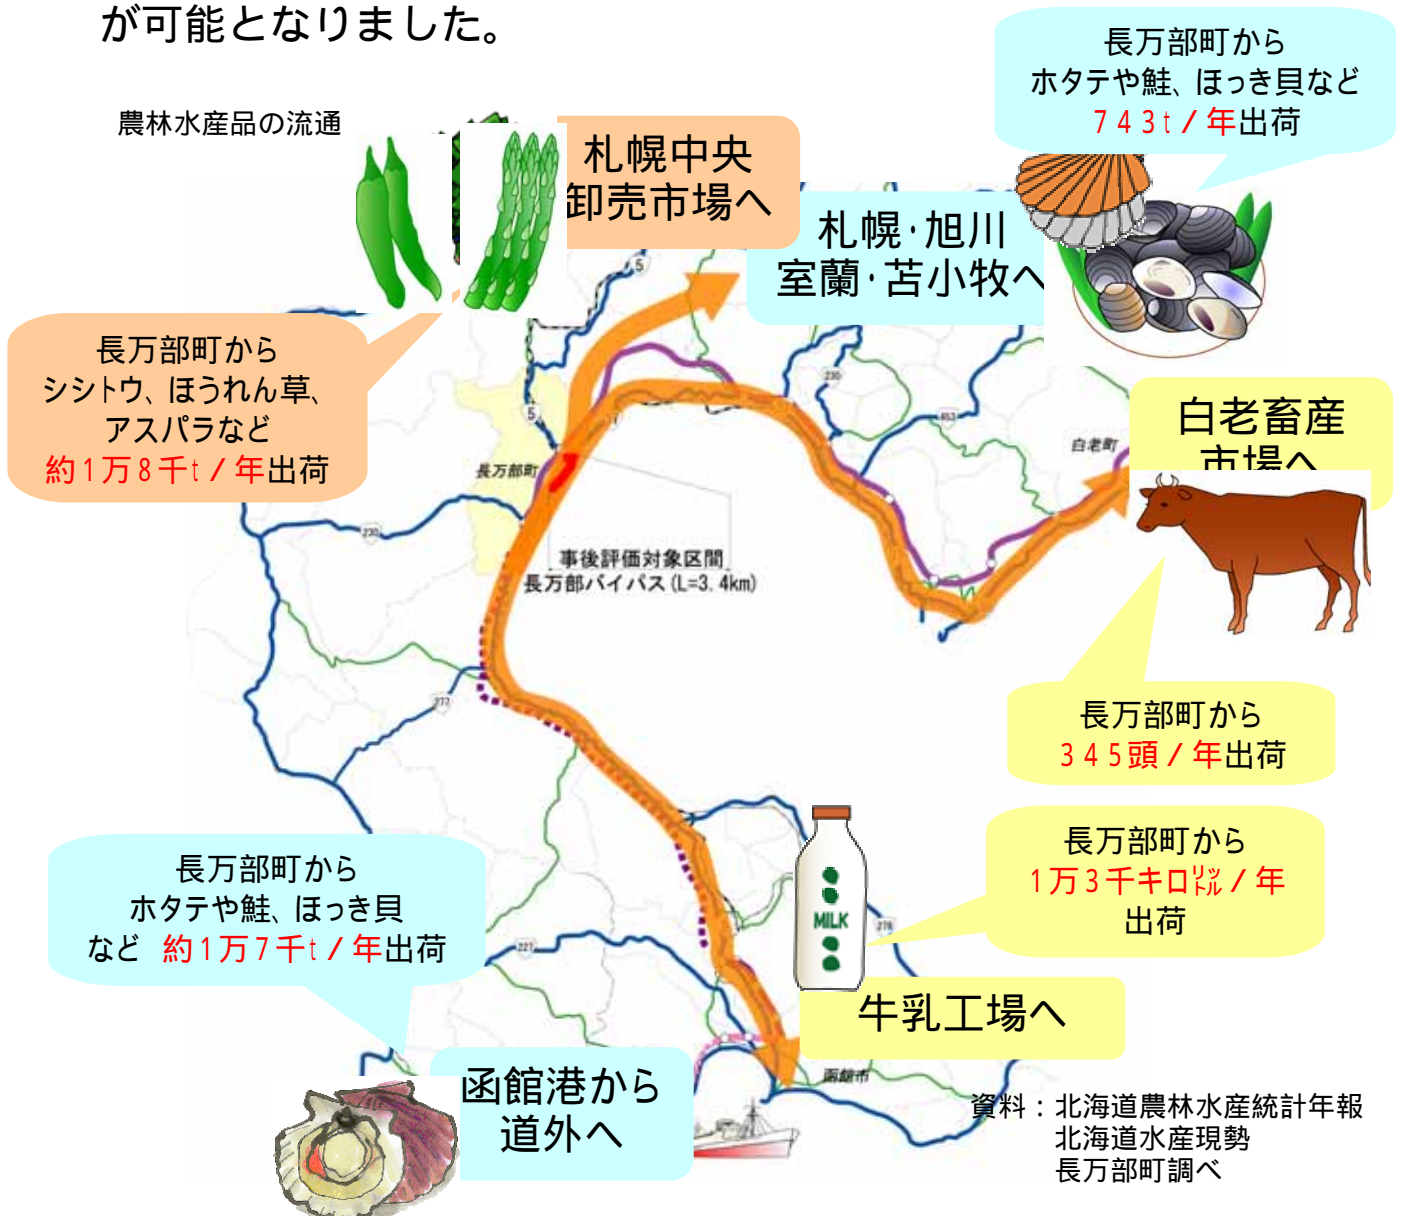 が可能となりました。
農林水産品の流通
長万部町から
ホタテや鮭、ほっき貝など
743t/年出荷
札幌中央
卸売市場へ
札幌・旭川
室蘭・苫小牧へ
長万部町から
シシトウ、ほうれん草、
アスパラなど
約1万8千t/年出荷
5
5
230
453
白老町
白老畜産
市場へ
長万部町
230
事後評価対象区間
長万部バイパス(L=3.4km)
277
長万部町から
345頭/年出荷
長万部町から
1万3千キロリットル/年
出荷
MILK
278
長万部町から
ホタテや鮭、ほっき貝
など 約1万7千t/年出荷
牛乳工場へ
函館市
函館港から
道外へ
資料：北海道農林水産統計年報
北海道水産現勢
長万部町調べ